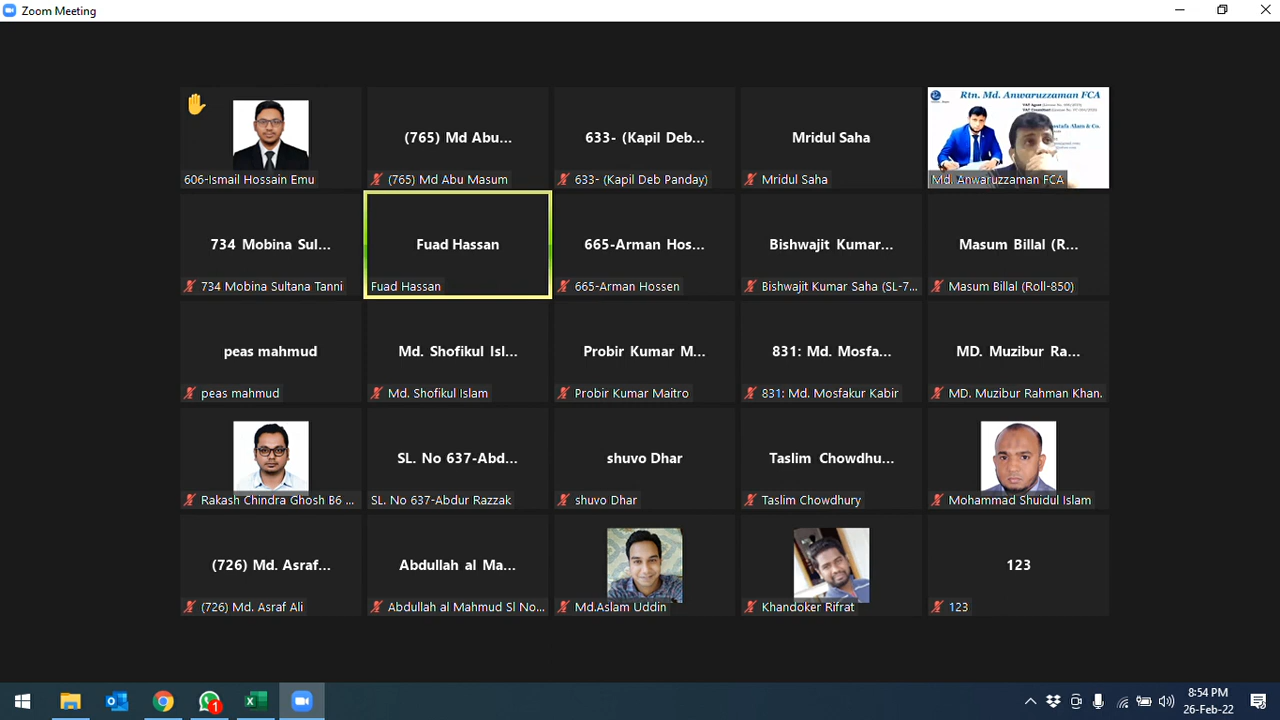 Zoom Meeting
606-Ismail Hossain Emu
(765) Md Abu...
(765) Md Abu Masum
633- (Kapil Deb...
633- (Kapil Deb Panday)
Mridul Saha
Mridul Saha
Rtn. Md. Anwaruzzaman FCA
Md. Anwaruzzaman FCA
734 Mobina Sul...
734 Mobina Sultana Tanni
Fuad Hassan
Fuad Hassan
665-Arman Hos...
665-Arman Hossen
Bishwajit Kumar...
Bishwajit Kumar Saha (SL-7...
Masum Billal (R...
Masum Billal (Roll-850)
peas mahmud
peas mahmud
Md. Shofikul Isl...
Md. Shofikul Islam
Probir Kumar M...
Probir Kumar Maitro
831: Md. Mosfa...
831: Md. Mosfakur Kabir
MD. Muzibur Ra...
MD. Muzibur Rahman Khan.
Rakash Chindra Ghosh B6 ...
SL. No 637-Abd...
SL. No 637-Abdur Razzak
shuvo Dhar
shuvo Dhar
Taslim Chowdhu...
Taslim Chowdhury
Mohammad Shuidul Islam
(726) Md. Asraf...
(726) Md. Asraf Ali
Abdullah al Ma...
Abdullah al Mahmud Sl No...
Md.Aslam Uddin
Khandoker Rifrat
123
123
1
8:54 PM
26-Feb-22